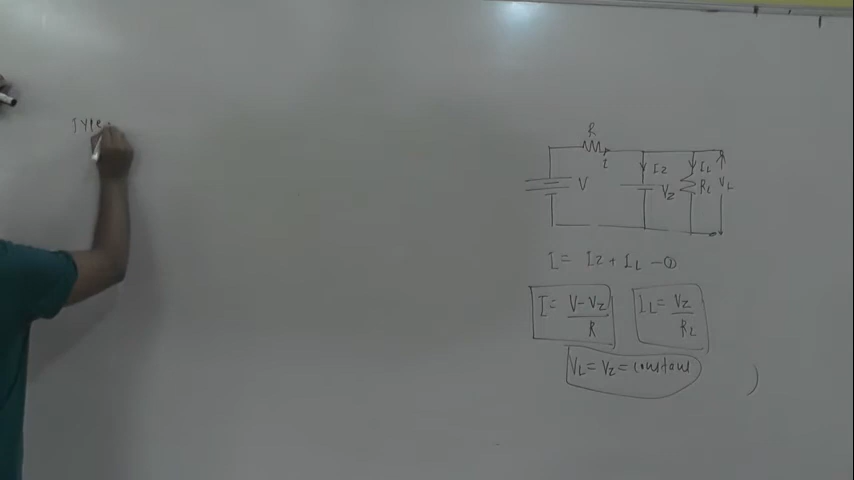 TYPE
R
I
V
IZ
VZ
IL
RL
VL
I = IZ + IL - ①
I = V - VZ / R
IL = VZ / RL
VL = VZ = constant